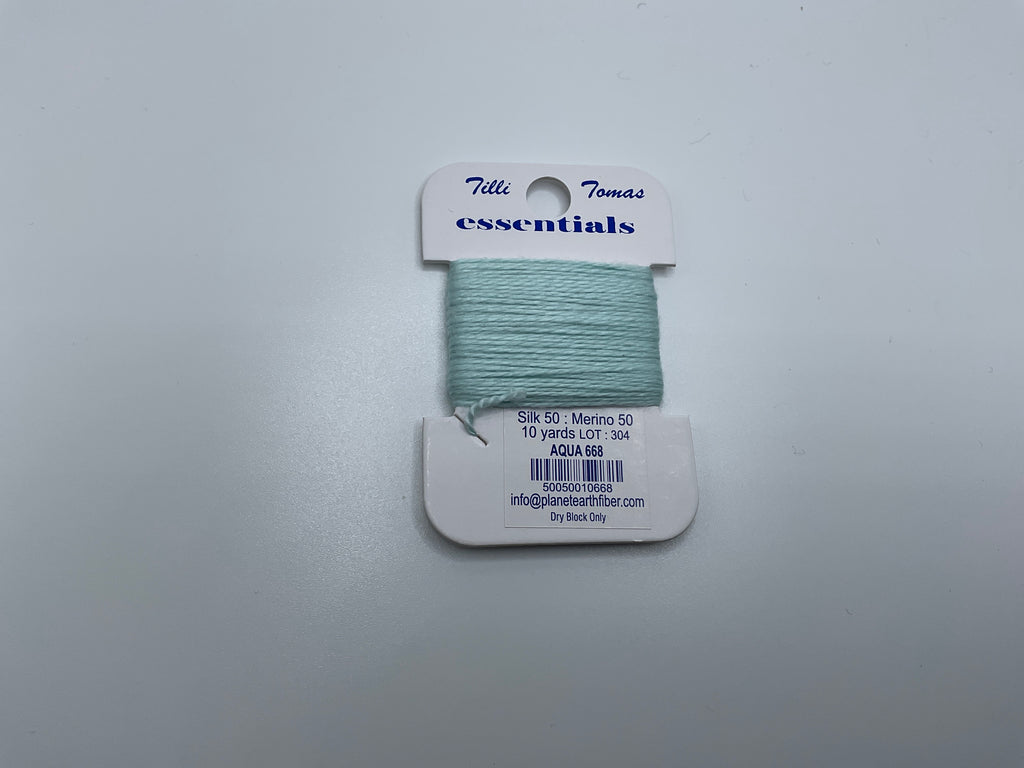 Tilli Tomas
essentials
Silk 50 : Merino 50
10 yards LOT : 304
AQUA 668
50050010668
info@planetearthfiber.com
Dry Block Only